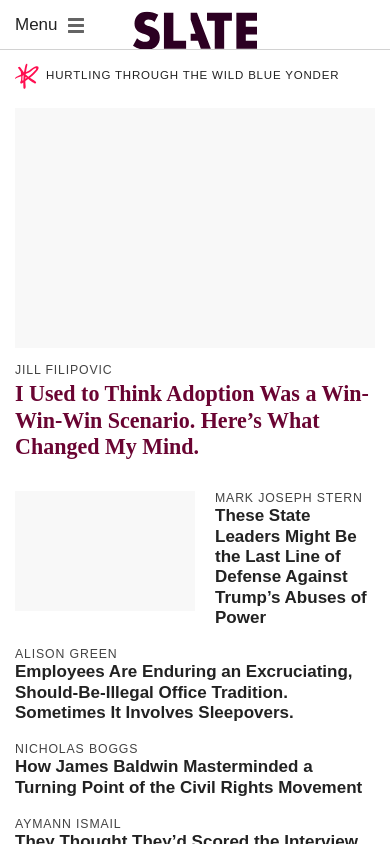 Menu
SLATE
HURTLING THROUGH THE WILD BLUE YONDER
JILL FILIPOVIC
I Used to Think Adoption Was a Win-
Win-Win Scenario. Here’s What
Changed My Mind.
MARK JOSEPH STERN
These State
Leaders Might Be
the Last Line of
Defense Against
Trump’s Abuses of
Power
ALISON GREEN
Employees Are Enduring an Excruciating,
Should-Be-Illegal Office Tradition.
Sometimes It Involves Sleepovers.
NICHOLAS BOGGS
How James Baldwin Masterminded a
Turning Point of the Civil Rights Movement
AYMANN ISMAIL
They Thought They’d Scored the Interview